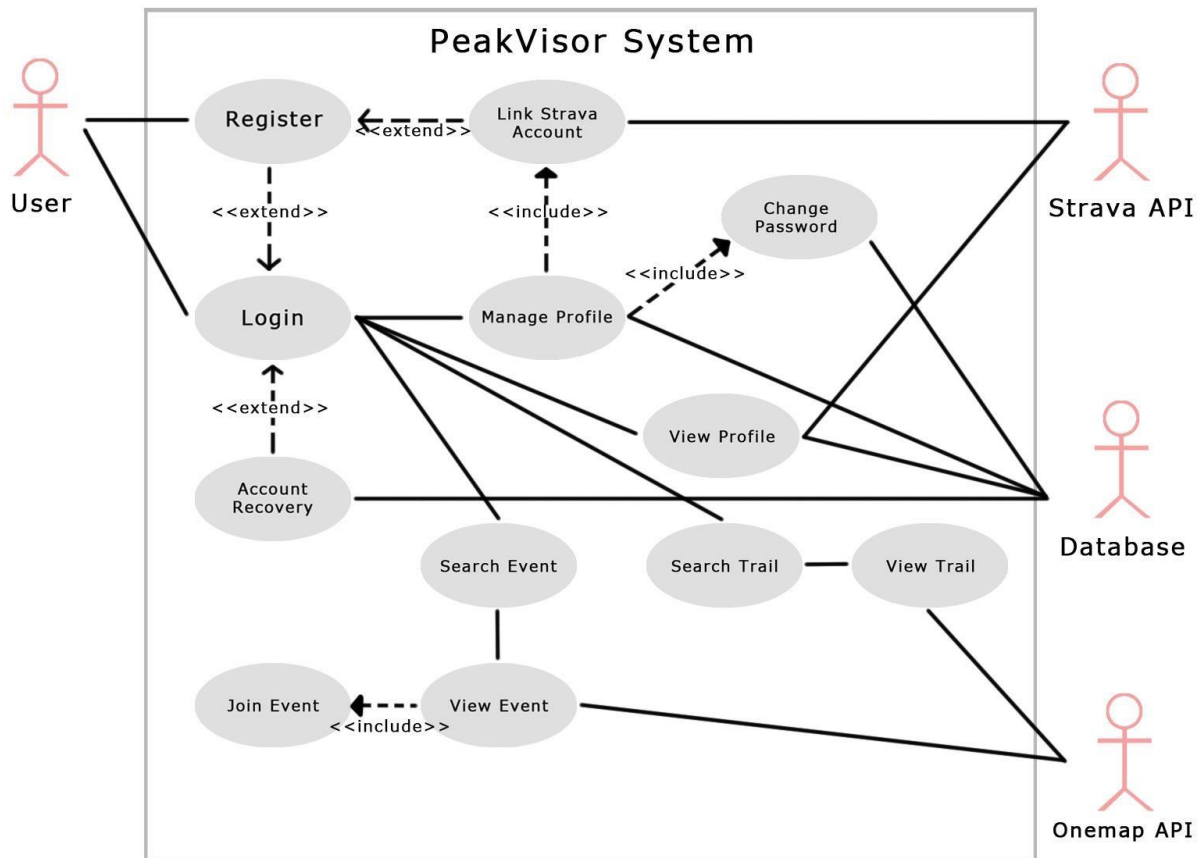 PeakVisor System
Register
<<extend>>
Link Strava
Account
User
Strava API
<<extend>>
<<include>>
Change
Password
<<include>>
Login
Manage Profile
<<extend>>
View Profile
Account
Recovery
Database
Search Event
Search Trail
View Trail
Join Event
<<include>>
View Event
Onemap API